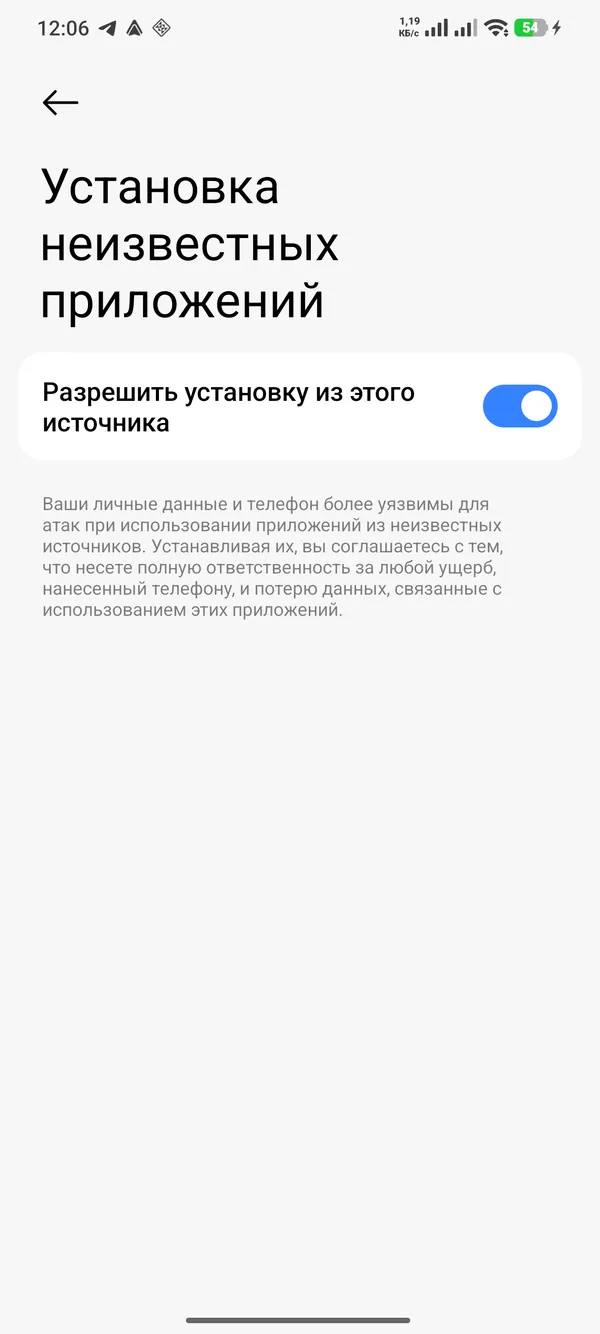 12:06
1,19
КБ/с
54
Установка
неизвестных
приложений
Разрешить установку из этого
источника
Ваши личные данные и телефон более уязвимы для
атак при использовании приложений из неизвестных
источников. Устанавливая их, вы соглашаетесь с тем,
что несете полную ответственность за любой ущерб,
нанесенный телефону, и потерю данных, связанные с
использованием этих приложений.